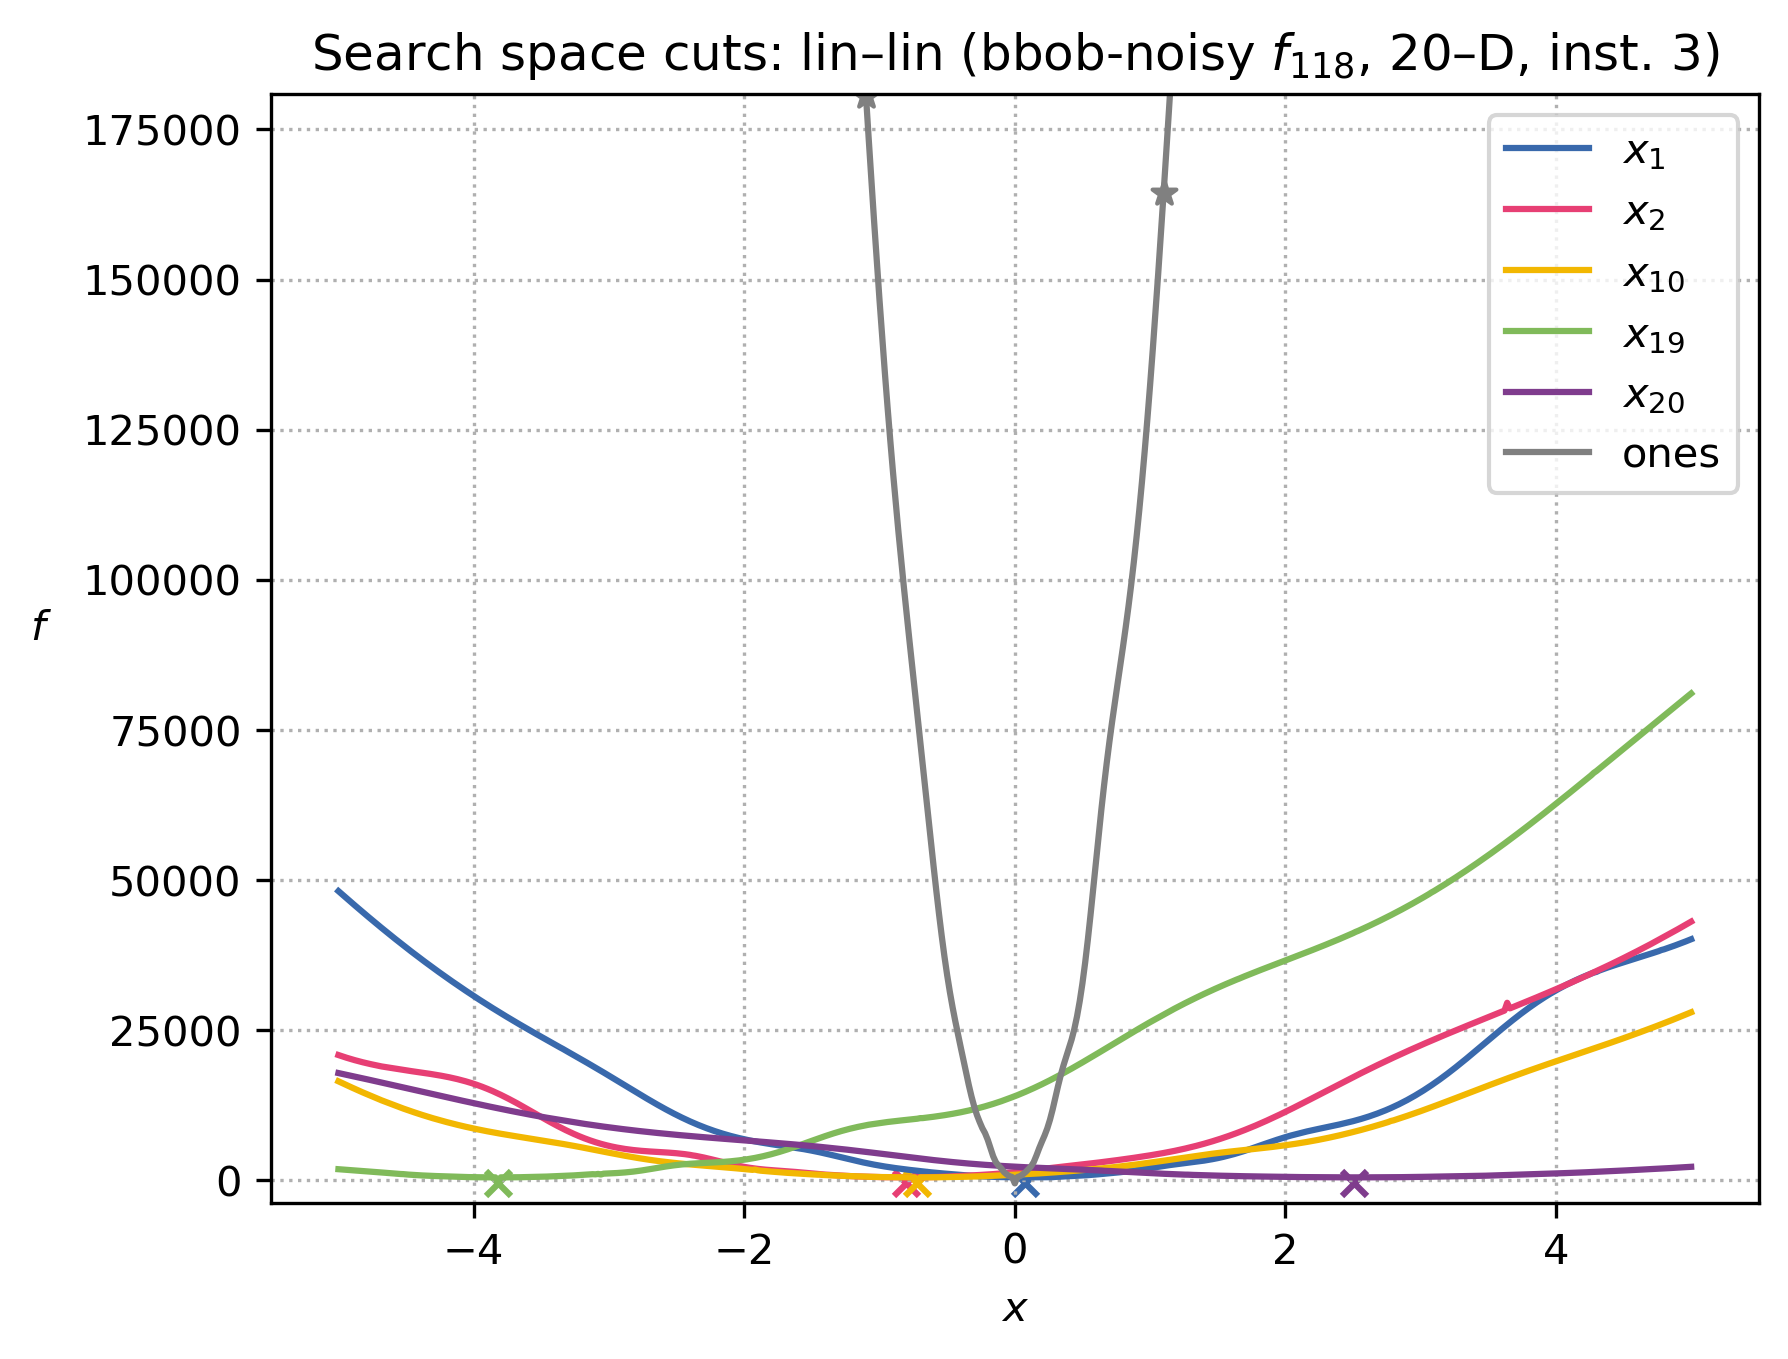 Search space cuts: lin–lin (bbob-noisy f118, 20–D, inst. 3)
175000
150000
125000
100000
75000
50000
25000
0
f
x1
x2
x10
x19
x20
ones
−4
−2
0
2
4
x